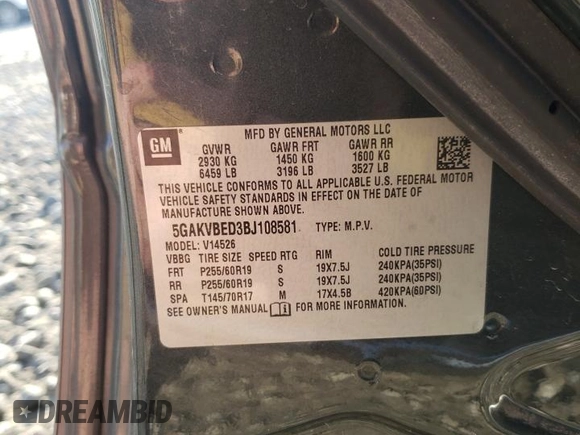 GM
MFD BY GENERAL MOTORS LLC
GVWR GAWR FRT GAWR RR
2930 KG 1450 KG 1600 KG
6459 LB 3196 LB 3527 LB
THIS VEHICLE CONFORMS TO ALL APPLICABLE U.S. FEDERAL MOTOR
VEHICLE SAFETY STANDARDS IN EFFECT ON THE DATE OF
MANUFACTURE SHOWN ABOVE.
5GAKVBED3BJ108581 TYPE: M.P.V.
MODEL: V14526
VBBG TIRE SIZE SPEED RTG RIM COLD TIRE PRESSURE
FRT P255/60R19 S 19X7.5J 240KPA(35PSI)
RR P255/60R19 S 19X7.5J 240KPA(35PSI)
SPA T145/70R17 M 17X4.5B 420KPA(60PSI)
SEE OWNER'S MANUAL FOR MORE INFORMATION.
DREAMBID